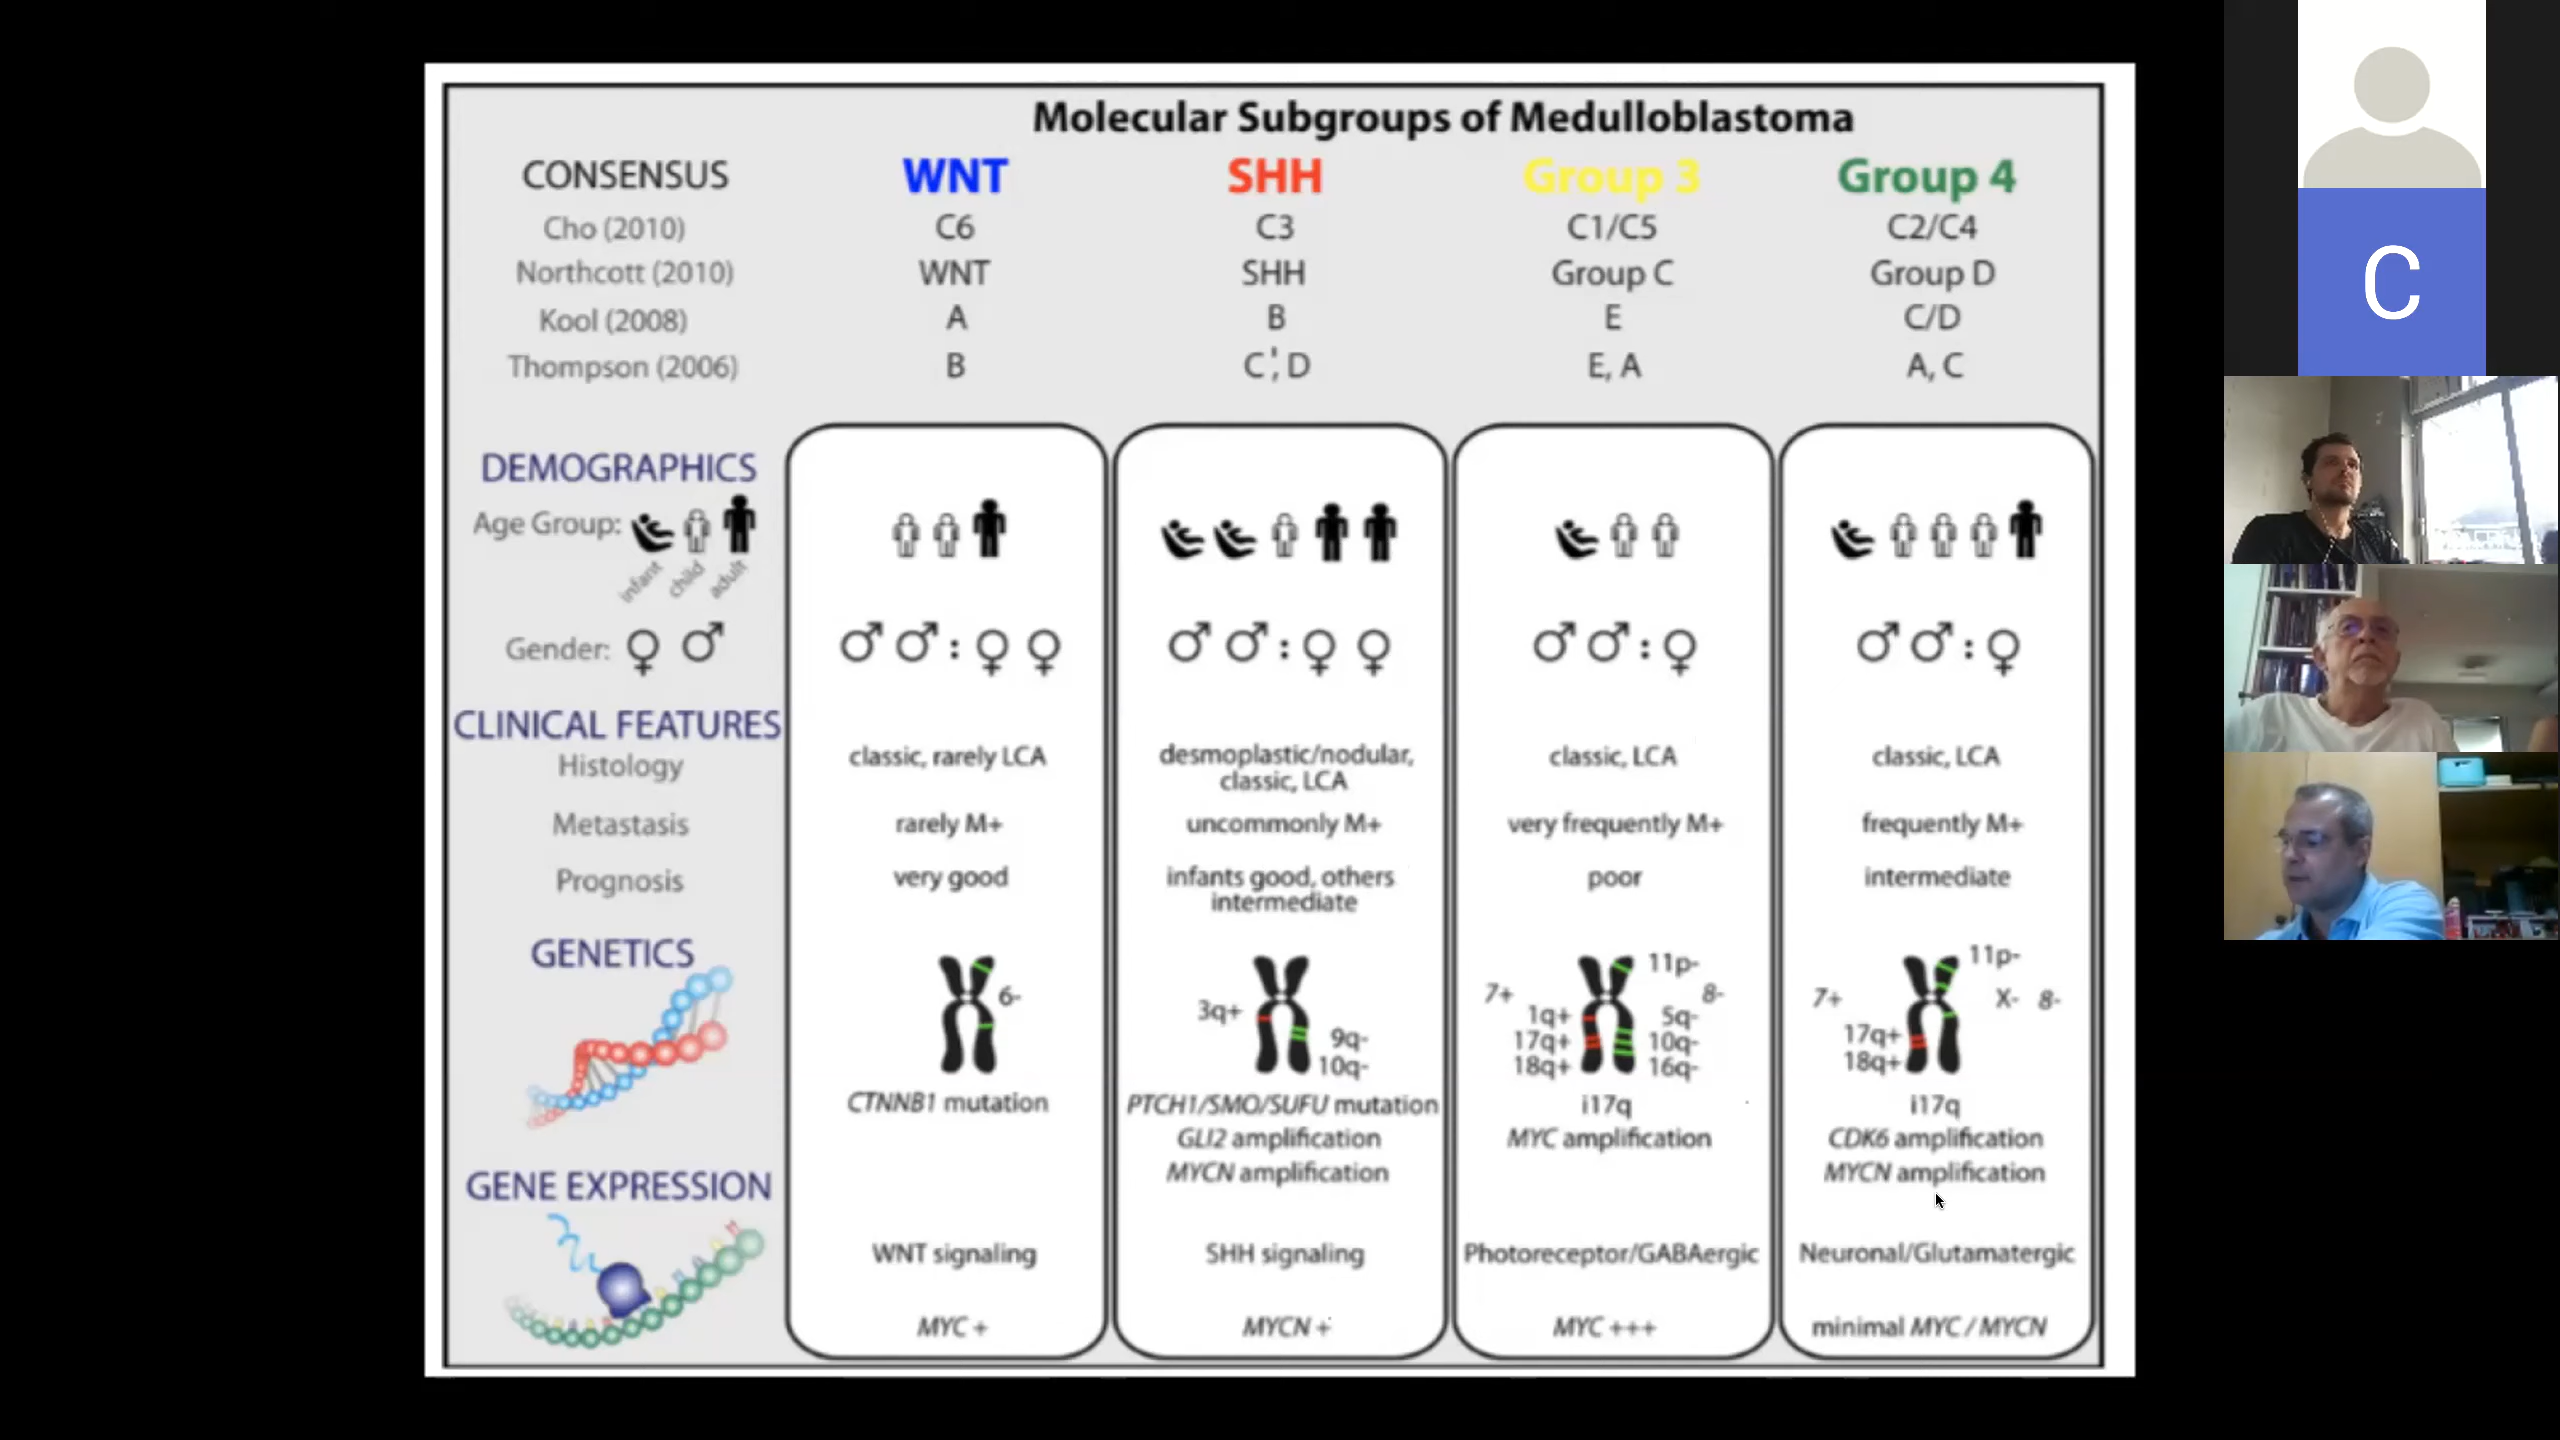 Molecular Subgroups of Medulloblastoma
CONSENSUS WNT SHH Group 3 Group 4
Cho (2010) C6 C3 C1/C5 C2/C4
Northcott (2010) WNT SHH Group C Group D
Kool (2008) A B E C/D
Thompson (2006) B C', D E, A A, C
DEMOGRAPHICS
Age Group:
infant child adult
Gender: ♀ ♂ ♂♂:♀♀ ♂♂:♀♀ ♂♂:♀ ♂♂:♀
CLINICAL FEATURES
Histology classic, rarely LCA desmoplastic/nodular, classic, LCA classic, LCA
classic, LCA
Metastasis rarely M+ uncommonly M+ very frequently M+ frequently M+
Prognosis very good infants good, others poor intermediate
intermediate
GENETICS
6-
3q+
9q-
10q-
11p-
7+ 8-
1q+ 5q-
17q+ 10q-
18q+ 16q-
11p-
7+ X- 8-
17q+
18q+
CTNNB1 mutation PTCH1/SMO/SUFU mutation i17q i17q
GLI2 amplification MYC amplification CDK6 amplification
MYCN amplification MYCN amplification
GENE EXPRESSION
WNT signaling SHH signaling Photoreceptor/GABAergic Neuronal/Glutamatergic
MYC + MYCN + MYC +++ minimal MYC / MYCN
C